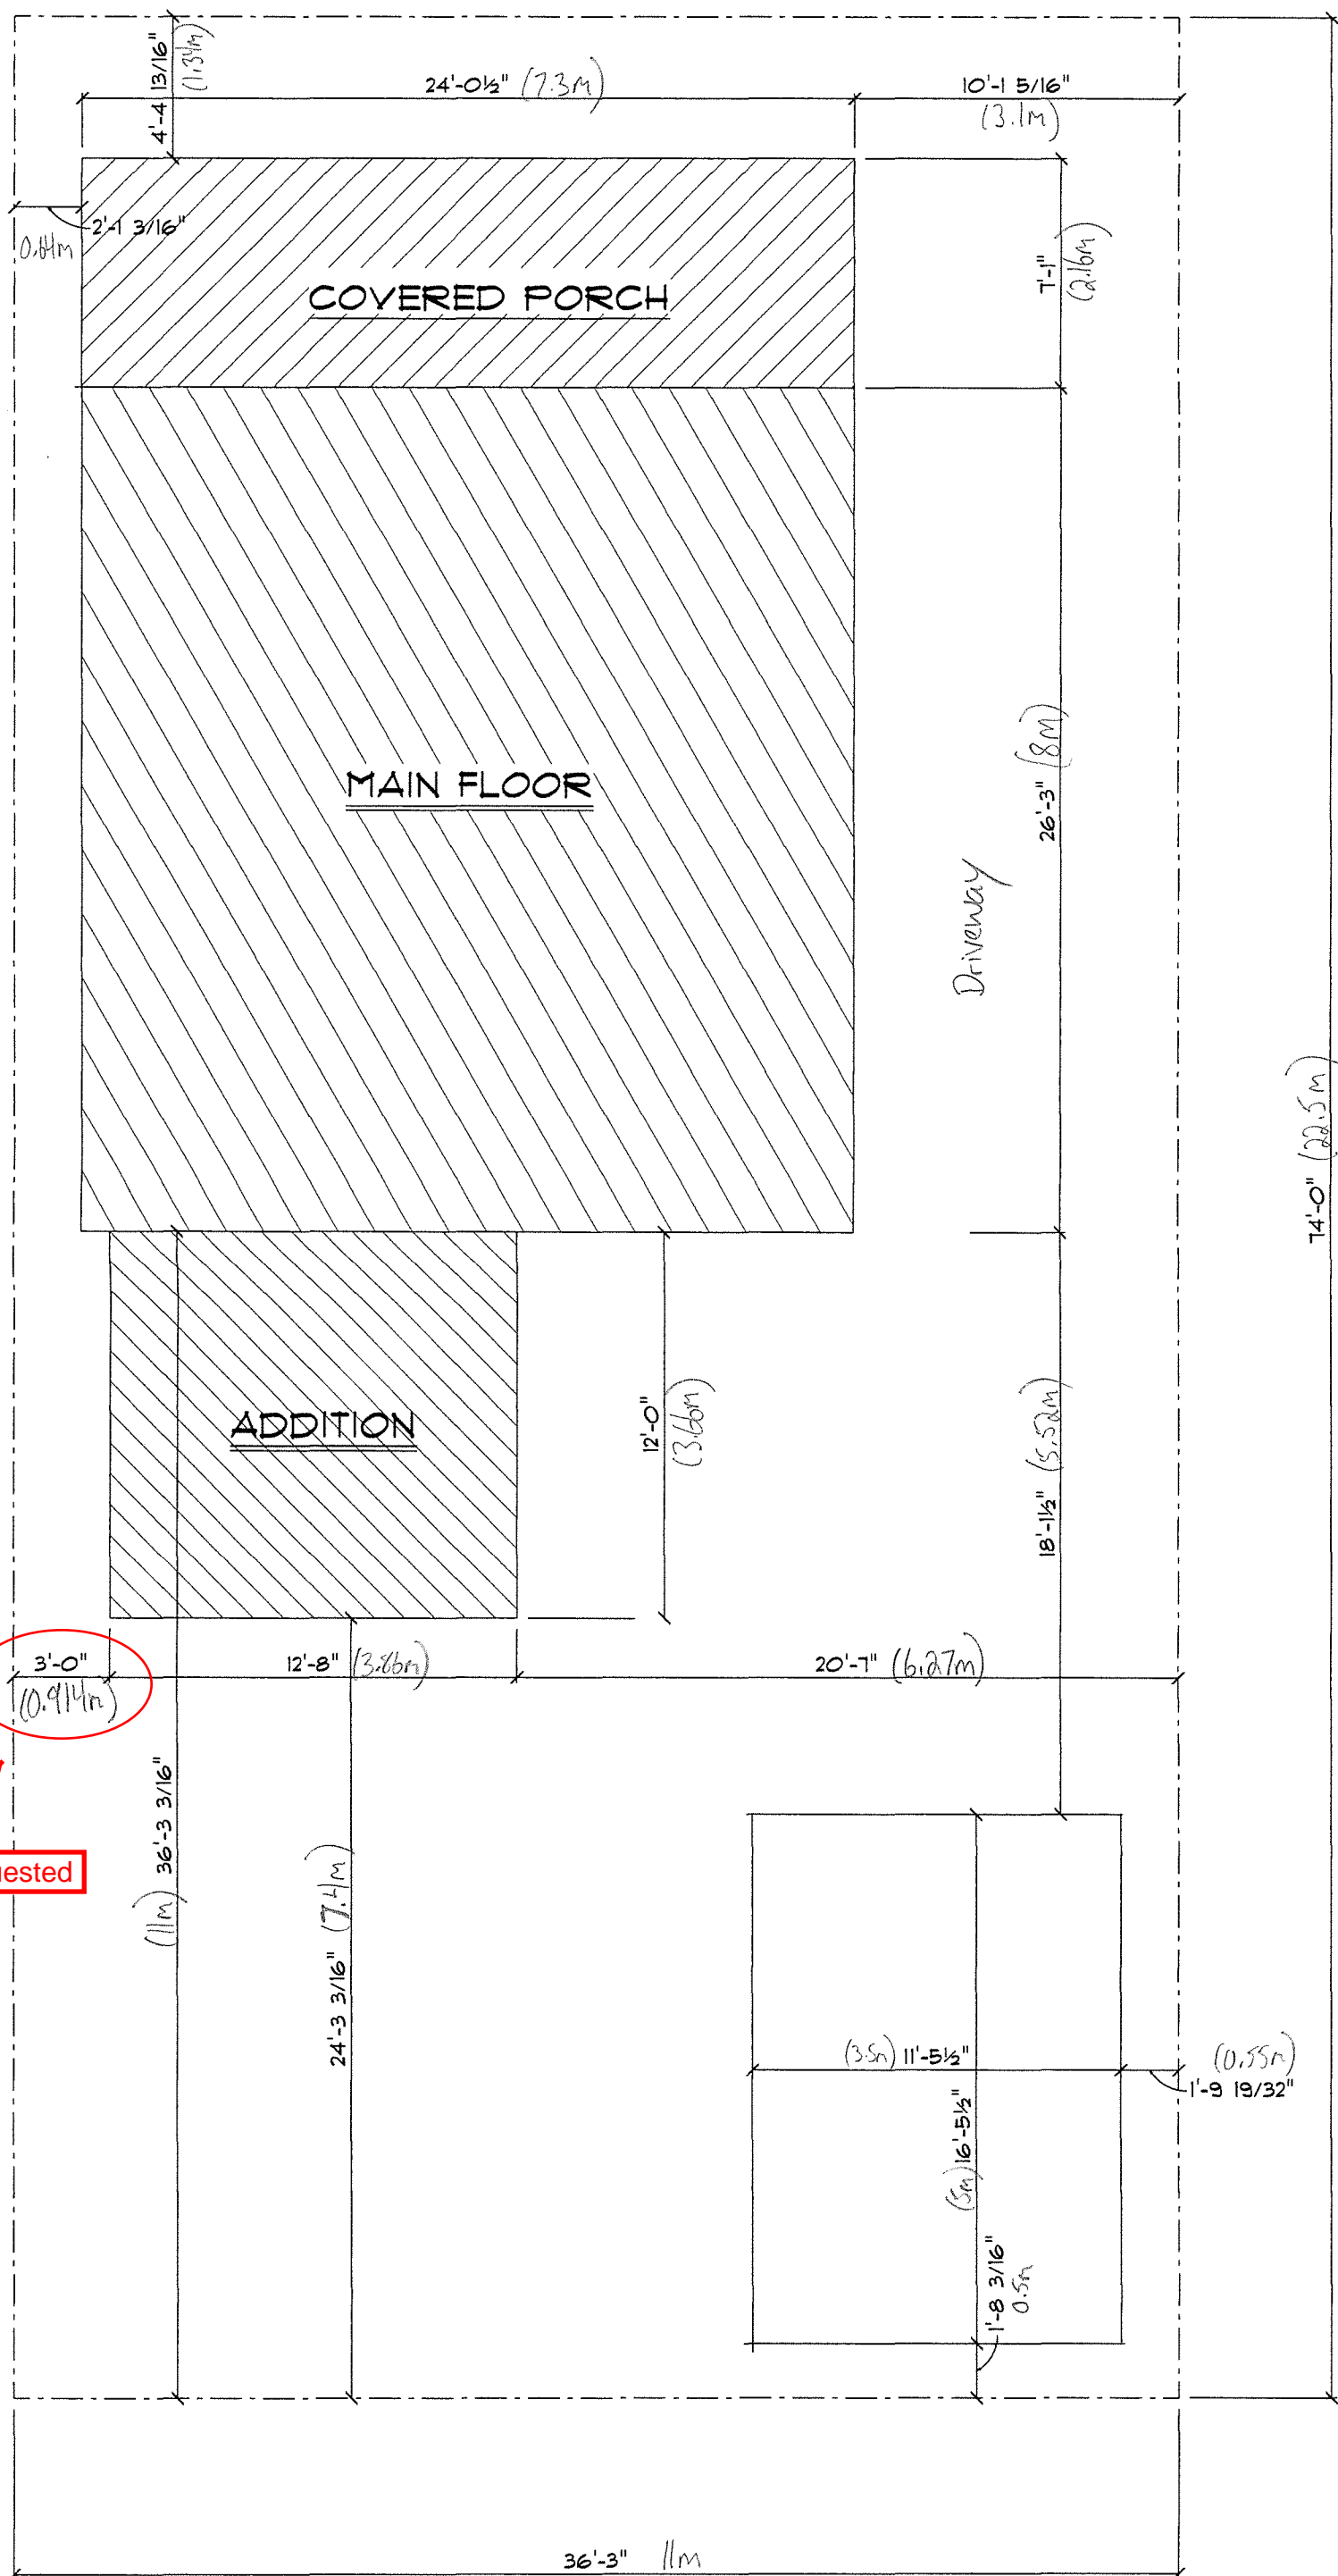 4'-4 13/16"
(1.34m)
24'-0½" (7.3m)
10'-1 5/16"
(3.1m)
2'-1 3/16"
0.64m
7'-1"
(2.16m)
COVERED PORCH
MAIN FLOOR
26'-3" (8m)
Driveway
74'-0" (22.5m)
ADDITION
12'-0"
(3.66m)
18'-1½" (5.52m)
3'-0"
(0.914m)
12'-8" (3.86m)
20'-7" (6.27m)
(11m) 36'-3 3/16"
24'-3 3/16" (7.4m)
ested
(3.5m) 11'-5½"
(0.55m)
1'-9 19/32"
(5m) 16'-5½"
1'-8 3/16"
0.5m
36'-3" 11m